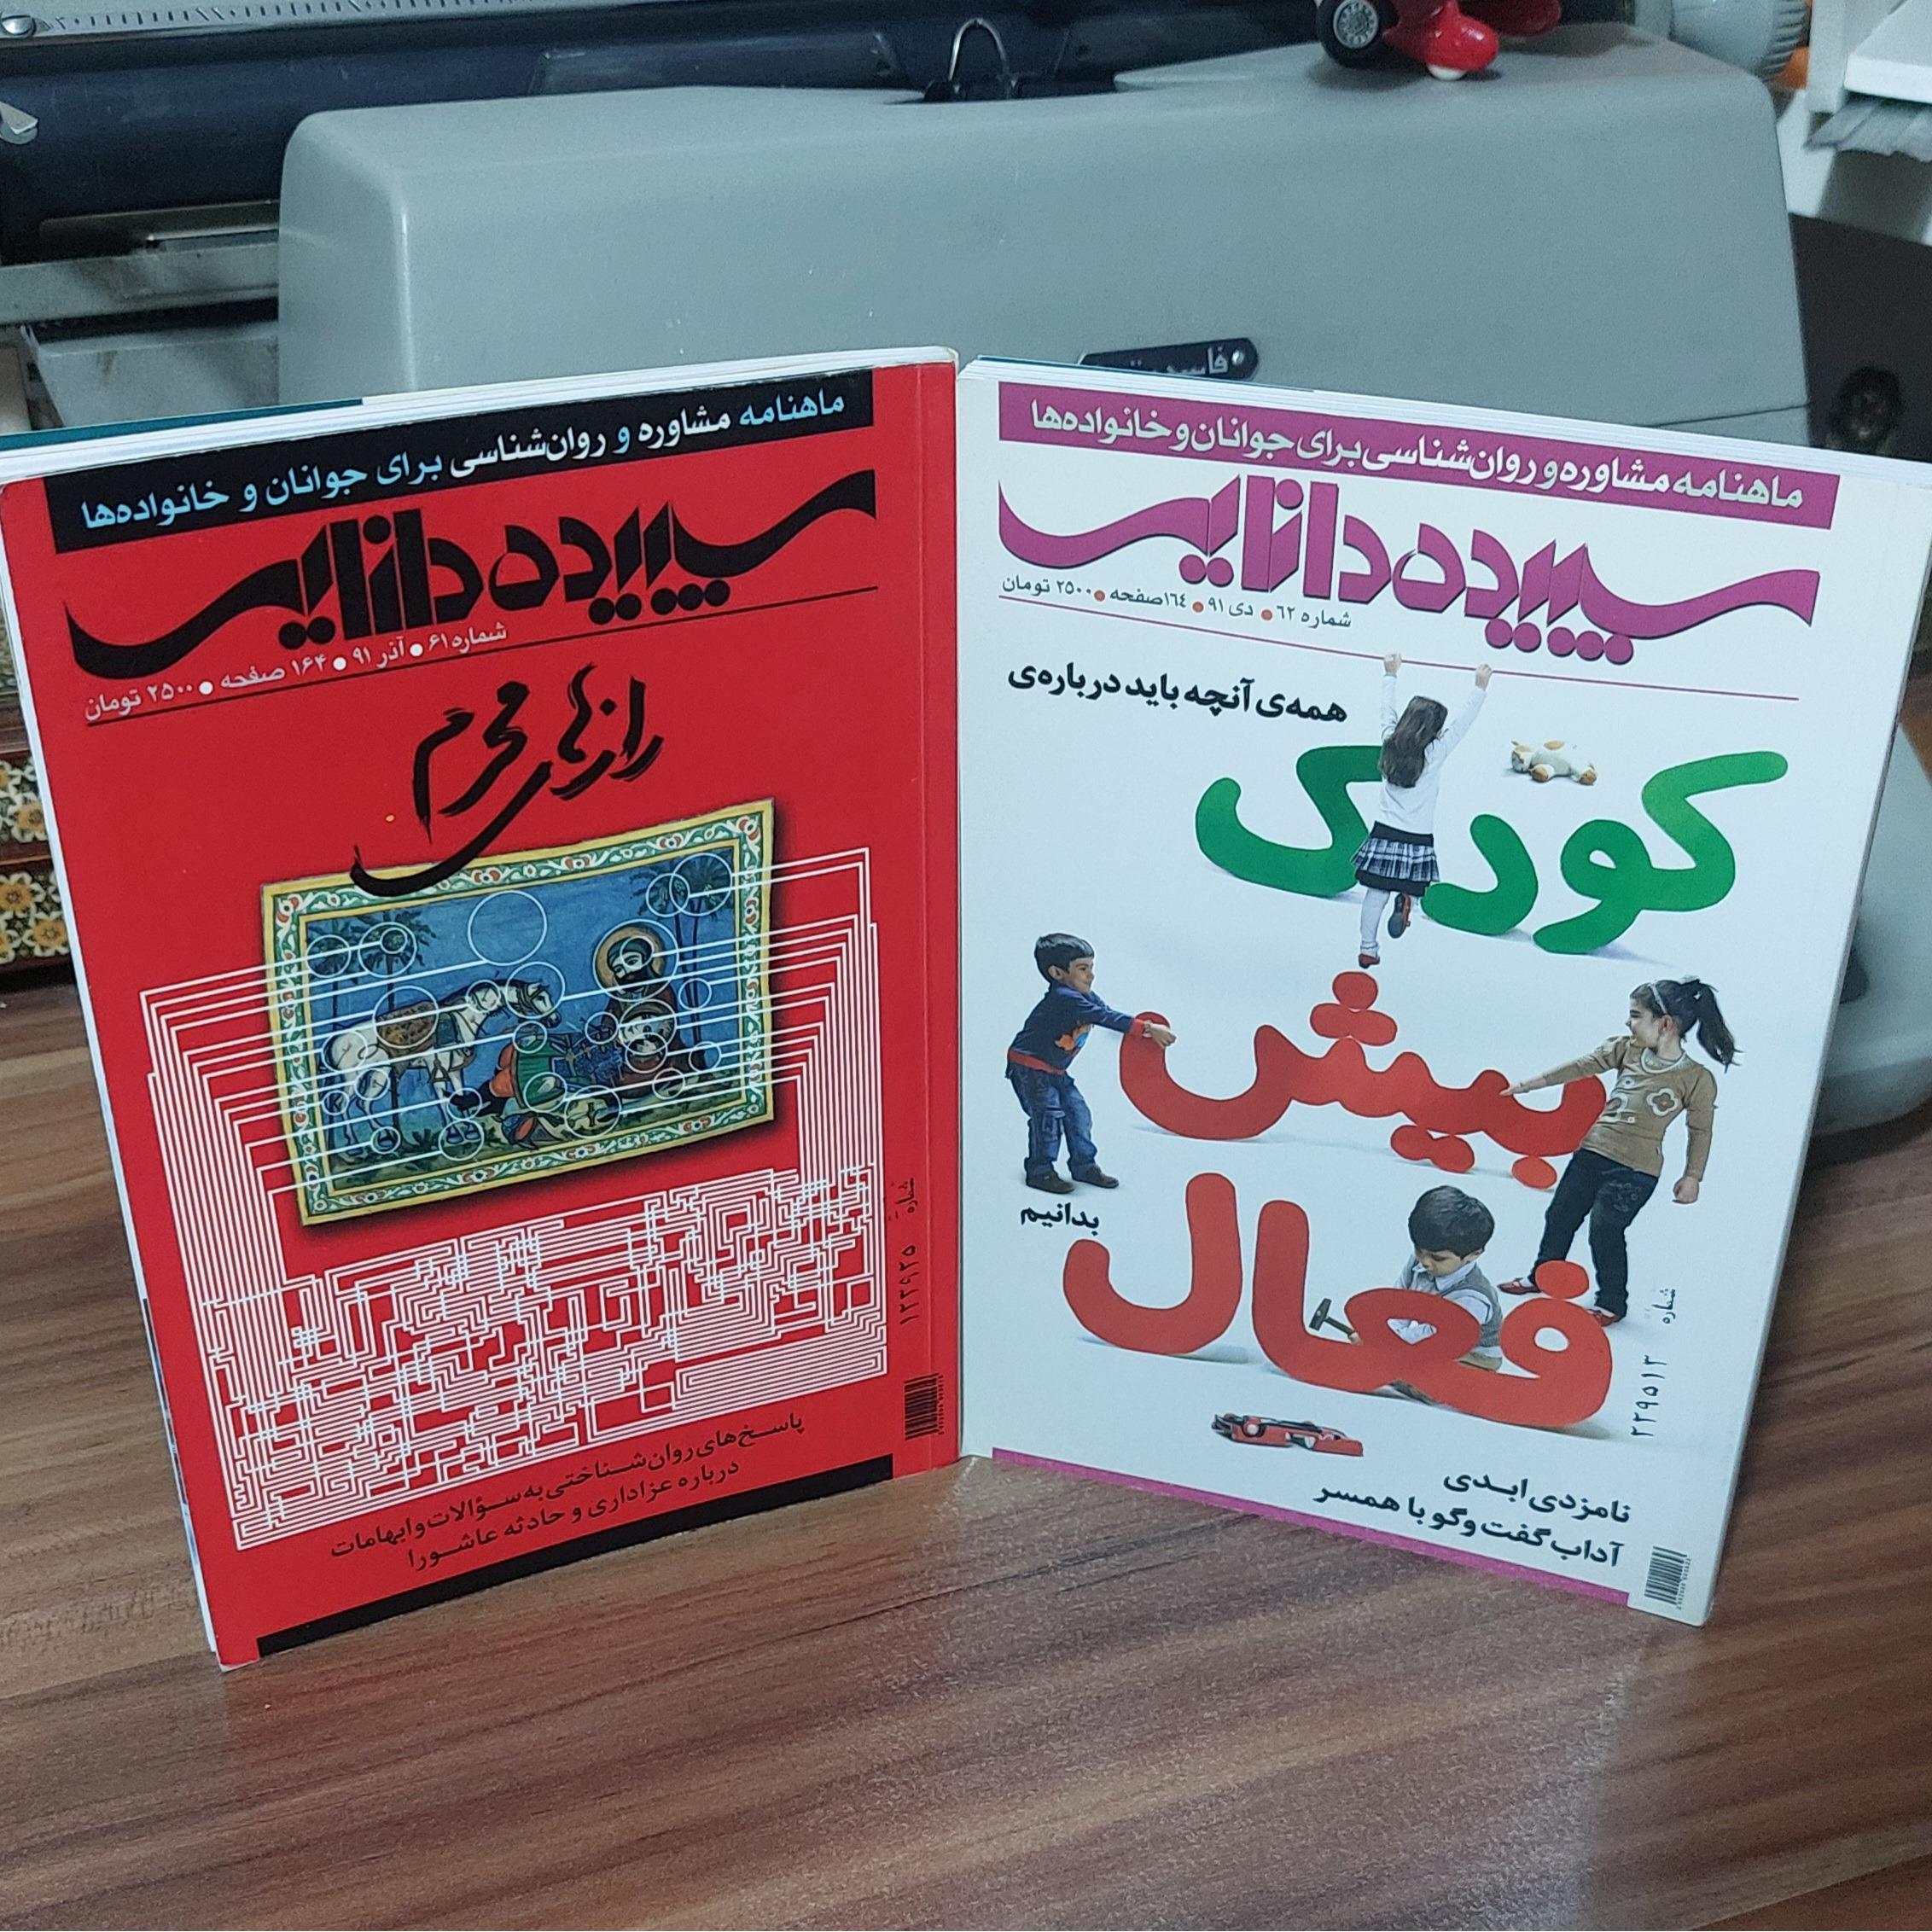 ماهنامه مشاوره و روان‌شناسی برای جوانان و خانواده‌ها
سپیده دانایی
شماره ۶۲ • دی ۹۱ • ۱۶۴صفحه • ۲۵۰۰ تومان
همه‌ی آنچه باید درباره‌ی
کودک
بیش
فعال
بدانیم
نامزدی ابدی
آداب گفت‌وگو با همسر
شماره
۲۲۹۵۱۳
ماهنامه مشاوره و روان‌شناسی برای جوانان و خانواده‌ها
سپیده دانایی
شماره ۶۱ • آذر ۹۱ • ۱۶۴ صفحه • ۲۵۰۰ تومان
رازهای محرم
پاسخ‌های روان‌شناختی به سؤالات و ابهامات
درباره عزاداری و حادثه عاشورا
شماره
۱۲۳۹۲۵